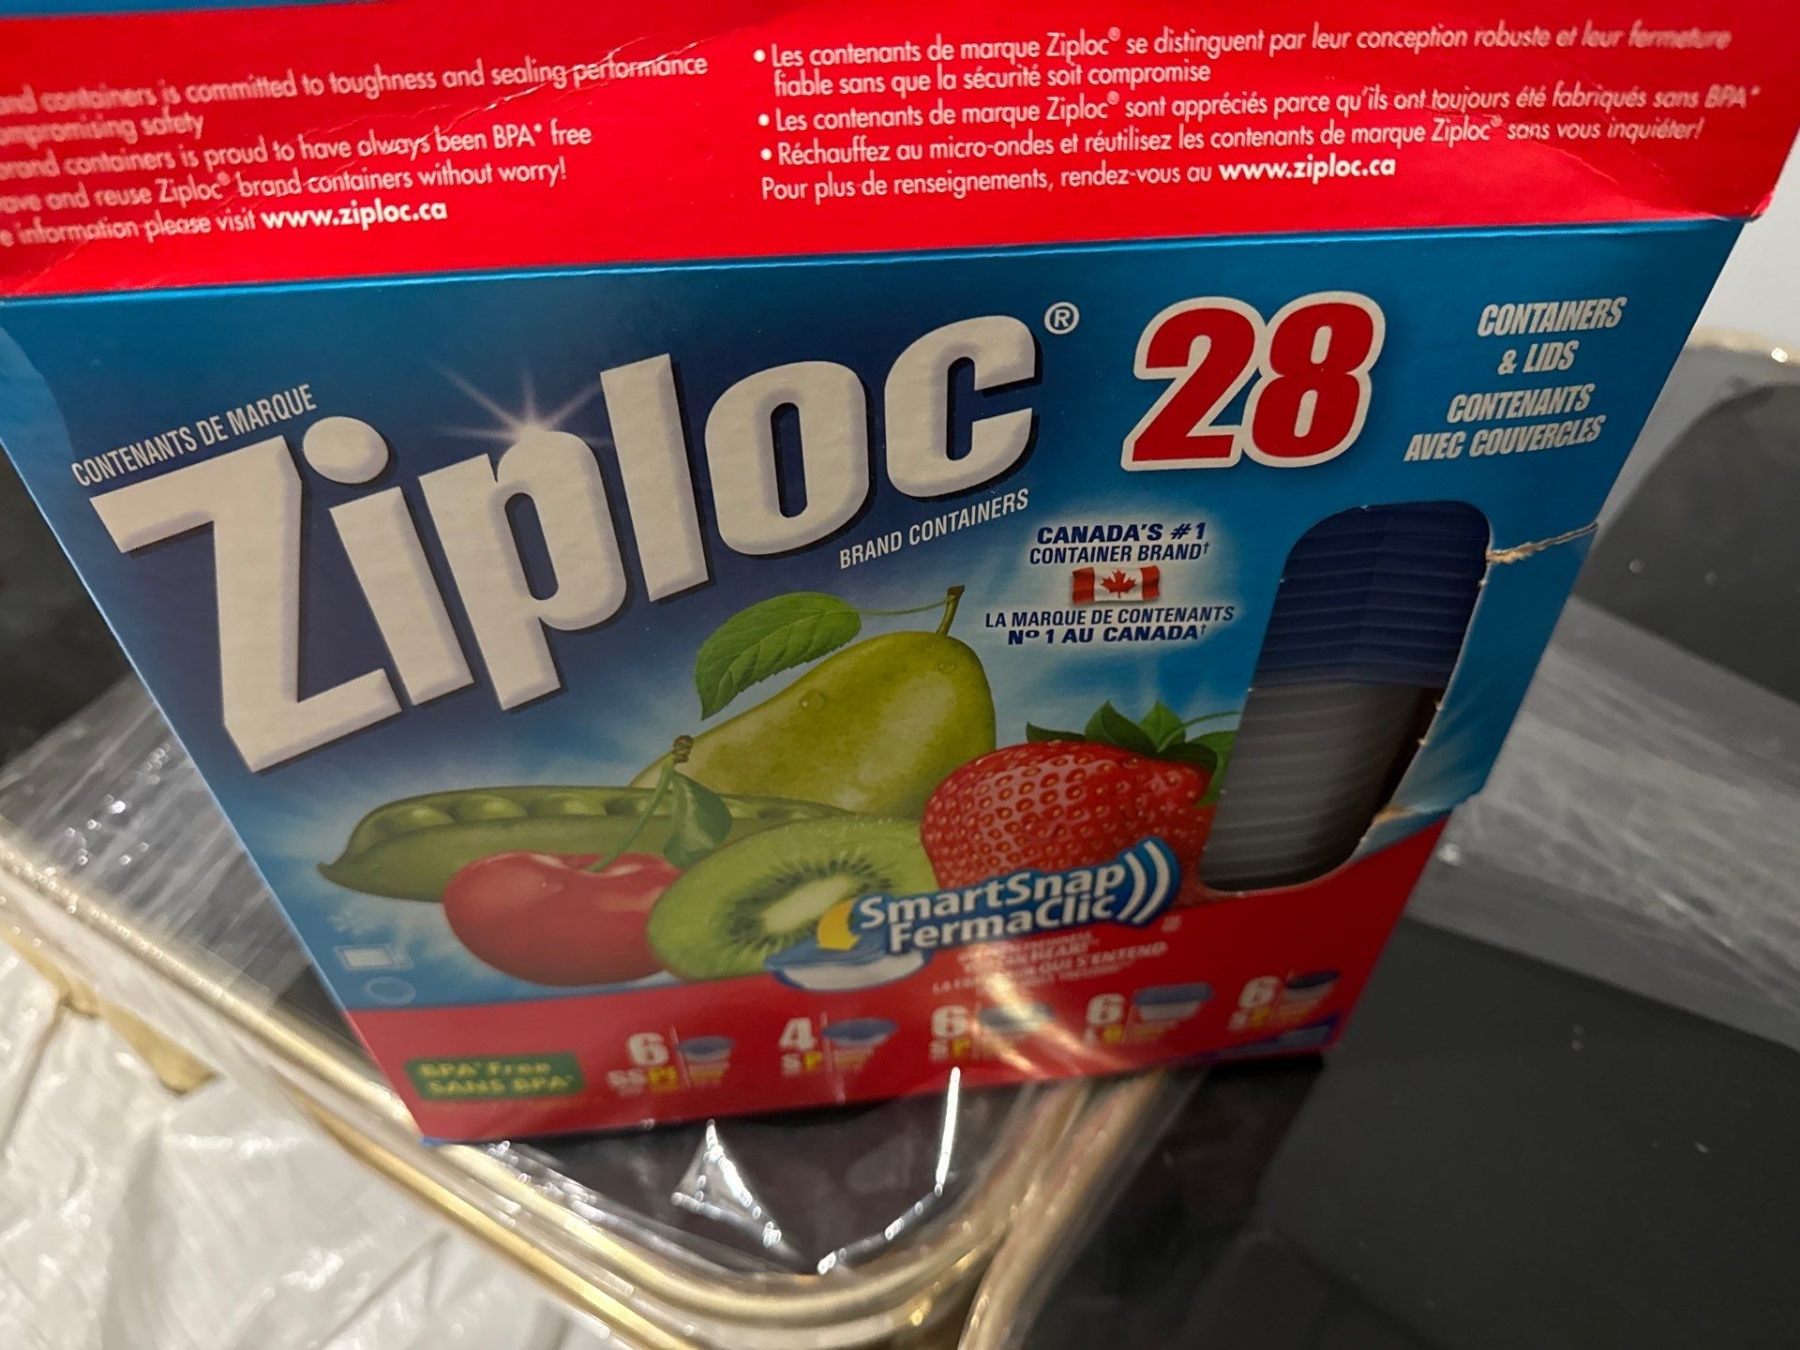 and containers is committed to toughness and sealing performance
compromising safety
brand containers is proud to have always been BPA* free
and reuse Ziploc® brand containers without worry!
information please visit www.ziploc.ca
• Les contenants de marque Ziploc® se distinguent par leur conception robuste et leur fermeture
fiable sans que la sécurité soit compromise
• Les contenants de marque Ziploc® sont appréciés parce qu'ils ont toujours été fabriqués sans BPA*
• Réchauffez au micro-ondes et réutilisez les contenants de marque Ziploc® sans vous inquiéter!
Pour plus de renseignements, rendez-vous au www.ziploc.ca
CONTENANTS DE MARQUE
Ziploc®
BRAND CONTAINERS
28
CONTAINERS
& LIDS
CONTENANTS
AVEC COUVERCLES
CANADA'S #1
CONTAINER BRAND†
LA MARQUE DE CONTENANTS
Nº 1 AU CANADA†
SmartSnap
FermaClic
BPA* Free
SANS BPA*
6
4
6
6
6